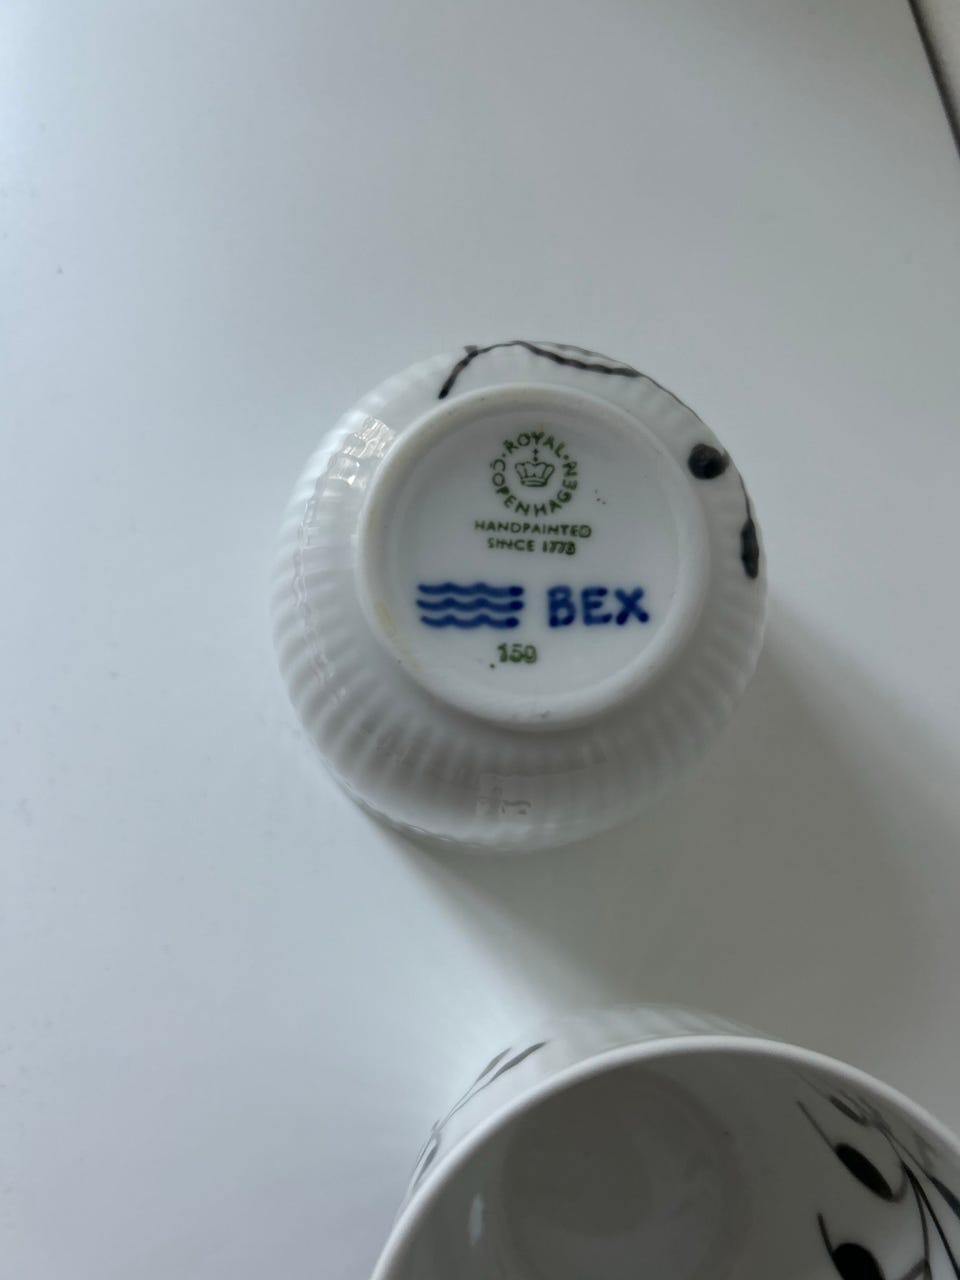 ROYAL·COPENHAGEN·
HANDPAINTED
SINCE 1775
BEX
159